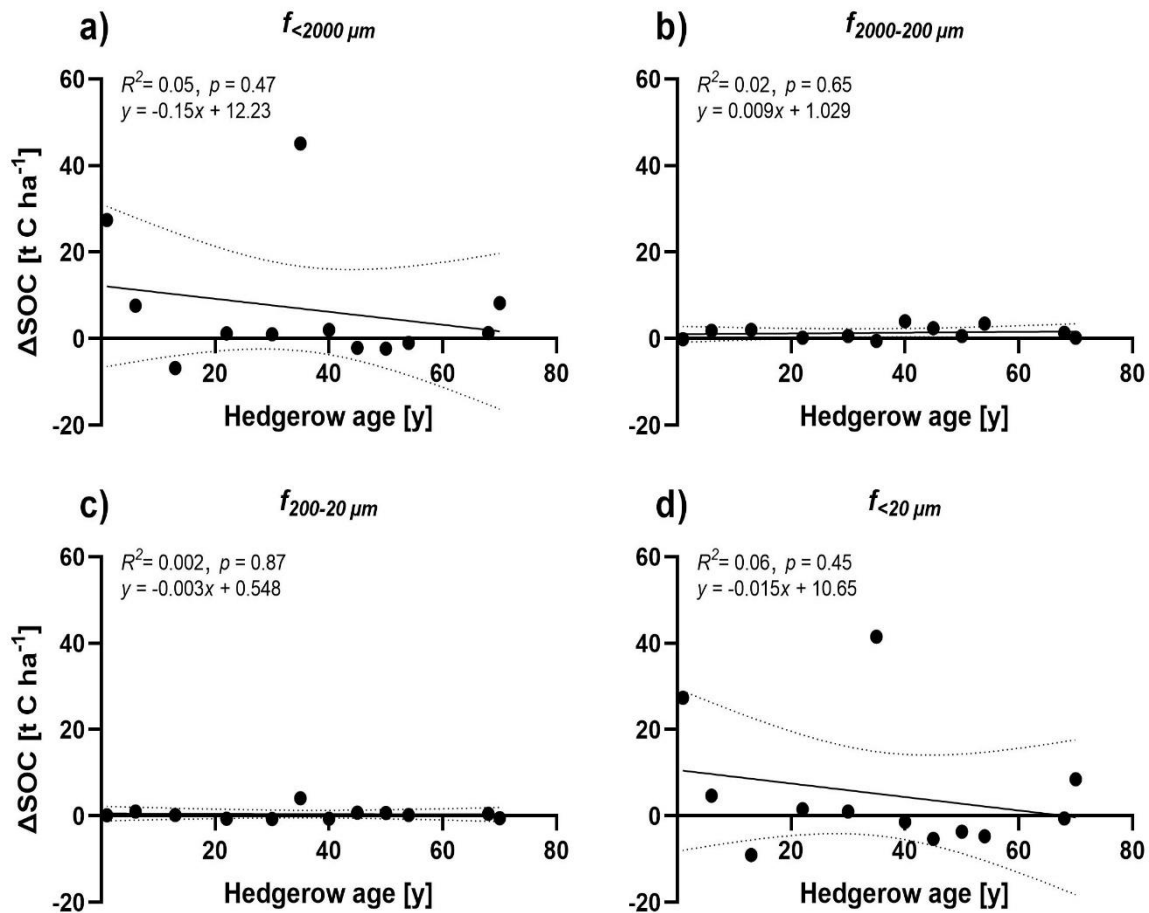 a) f<2000 µm
R²= 0.05, p = 0.47
y = -0.15x + 12.23
60
40
20
0
-20
20 40 60 80
ΔSOC [t C ha⁻¹]
Hedgerow age [y]
b) f2000-200 µm
R²= 0.02, p = 0.65
y = 0.009x + 1.029
60
40
20
0
-20
20 40 60 80
Hedgerow age [y]
c) f200-20 µm
R²= 0.002, p = 0.87
y = -0.003x + 0.548
60
40
20
0
-20
20 40 60 80
ΔSOC [t C ha⁻¹]
Hedgerow age [y]
d) f<20 µm
R²= 0.06, p = 0.45
y = -0.015x + 10.65
60
40
20
0
-20
20 40 60 80
Hedgerow age [y]